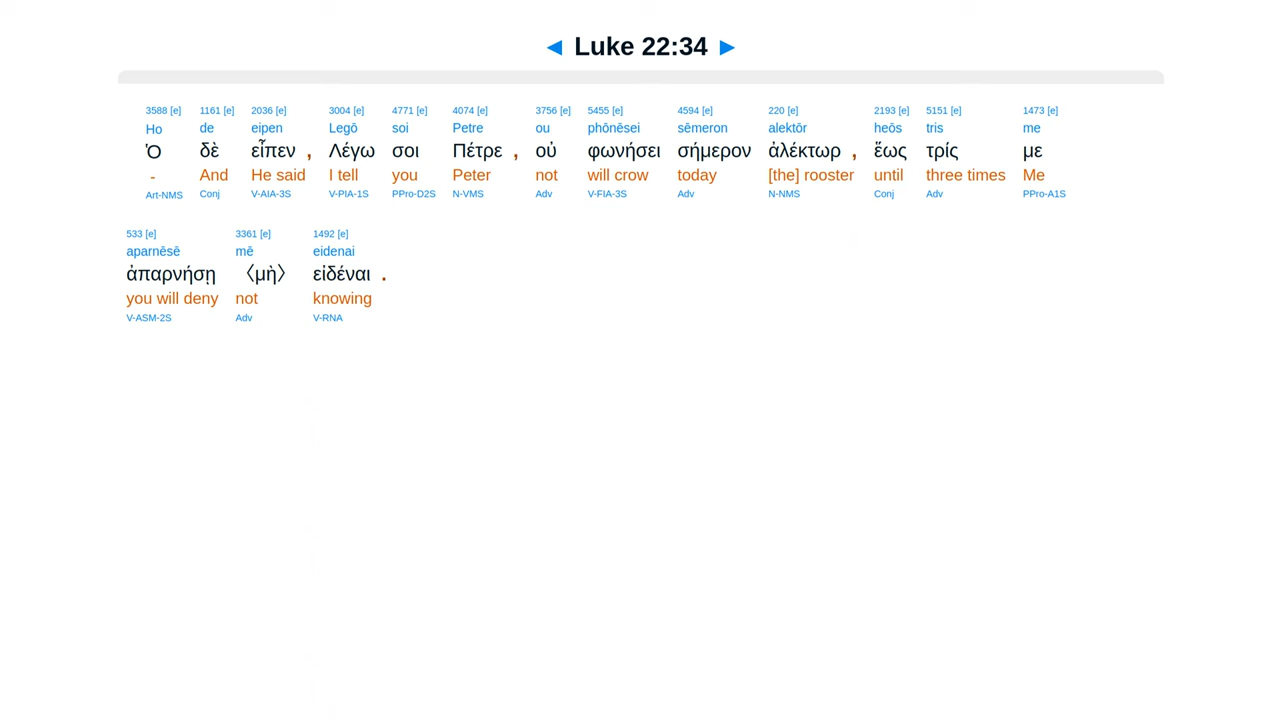 ◄ Luke 22:34 ►
3588 [e] 1161 [e] 2036 [e] 3004 [e] 4771 [e] 4074 [e] 3756 [e] 5455 [e] 4594 [e] 220 [e] 2193 [e] 5151 [e] 1473 [e]
Ho de eipen Legō soi Petre ou phōnēsei sēmeron alektōr heōs tris me
Ὁ δὲ εἶπεν , Λέγω σοι Πέτρε , οὐ φωνήσει σήμερον ἀλέκτωρ , ἕως τρίς με
- And He said I tell you Peter not will crow today [the] rooster until three times Me
Art-NMS Conj V-AIA-3S V-PIA-1S PPro-D2S N-VMS Adv V-FIA-3S Adv N-NMS Conj Adv PPro-A1S
533 [e] 3361 [e] 1492 [e]
aparnēsē mē eidenai
ἀπαρνήσῃ 〈μὴ〉 εἰδέναι .
you will deny not knowing
V-ASM-2S Adv V-RNA